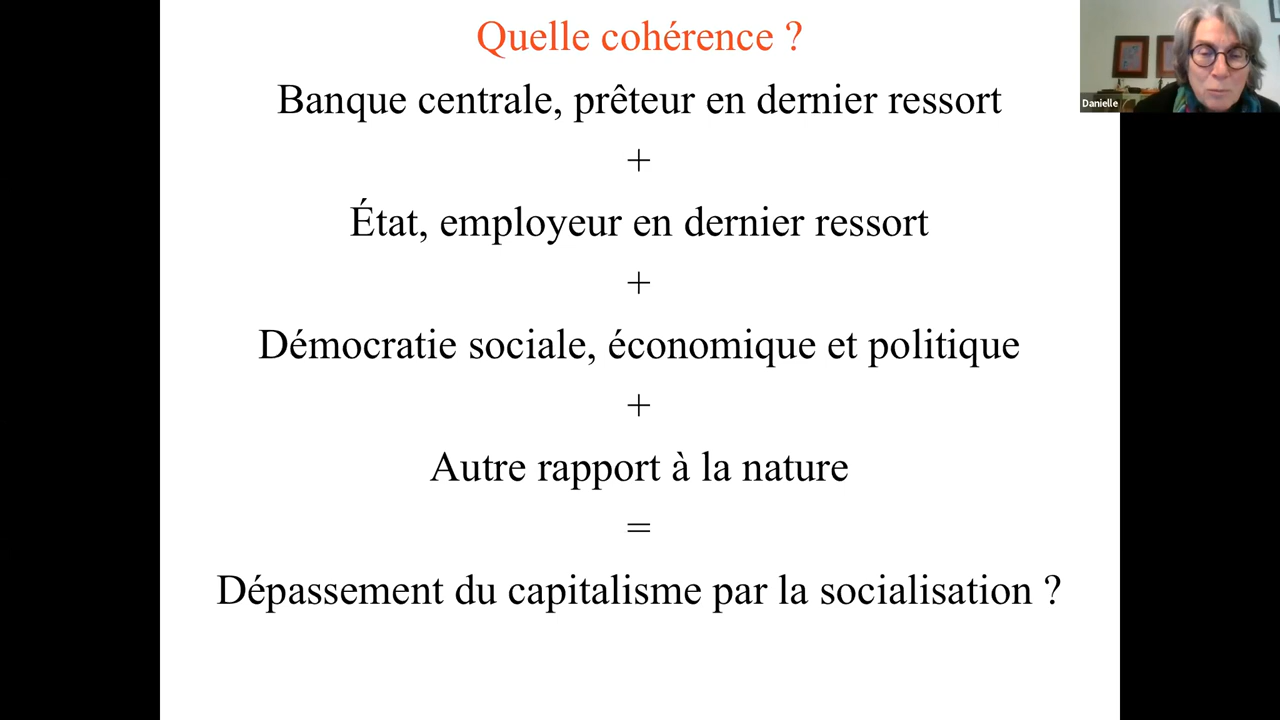 Quelle cohérence ?
Banque centrale, prêteur en dernier ressort
+
État, employeur en dernier ressort
+
Démocratie sociale, économique et politique
+
Autre rapport à la nature
=
Dépassement du capitalisme par la socialisation ?
Danielle